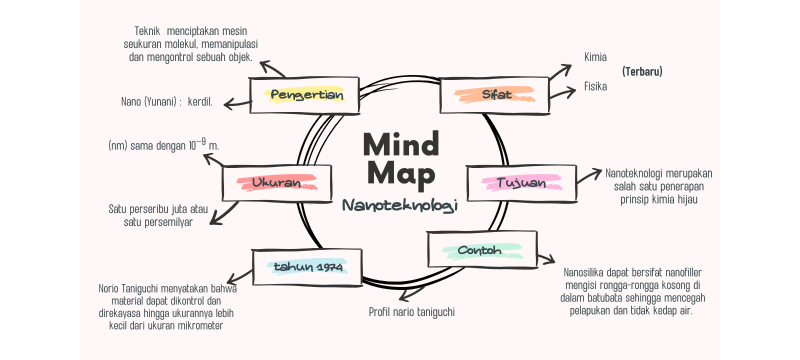 Teknik menciptakan mesin
seukuran molekul, memanipulasi
dan mengontrol sebuah objek.
Pengertian
Nano (Yunani) : kerdil.
(nm) sama dengan 10⁻⁹ m.
Ukuran
Satu perseribu juta atau
satu persemilyar
tahun 1974
Norio Taniguchi menyatakan bahwa
material dapat dikontrol dan
direkayasa hingga ukurannya lebih
kecil dari ukuran mikrometer
Mind
Map
Nanoteknologi
Profil nario taniguchi
Sifat
Kimia
(Terbaru)
Fisika
Tujuan
Nanoteknologi merupakan
salah satu penerapan
prinsip kimia hijau
Contoh
Nanosilika dapat bersifat nanofiller
mengisi rongga-rongga kosong di
dalam batubata sehingga mencegah
pelapukan dan tidak kedap air.